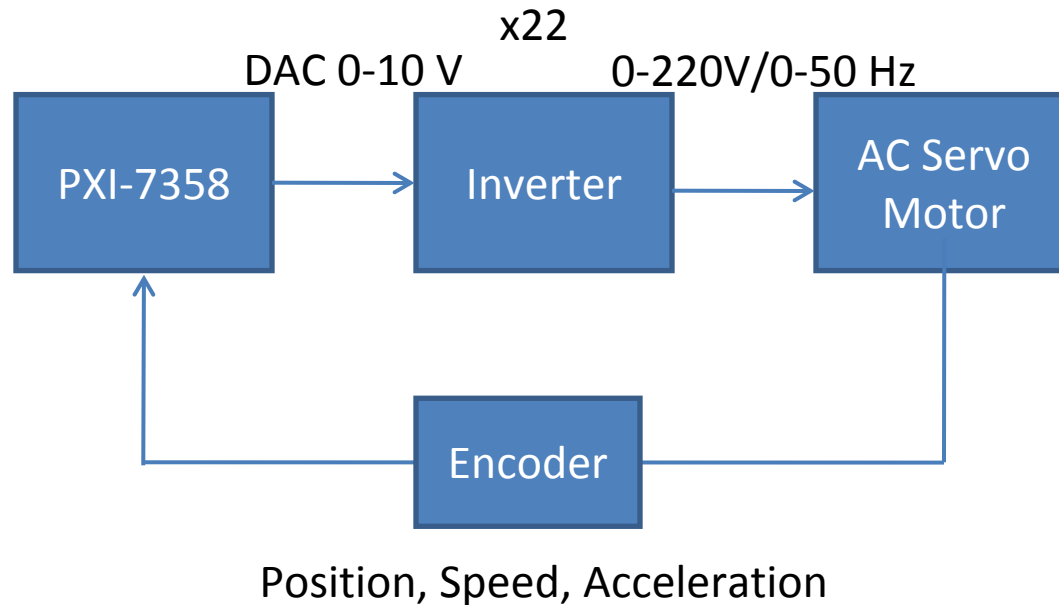 x22
DAC 0-10 V
0-220V/0-50 Hz
PXI-7358
Inverter
AC Servo
Motor
Encoder
Position, Speed, Acceleration